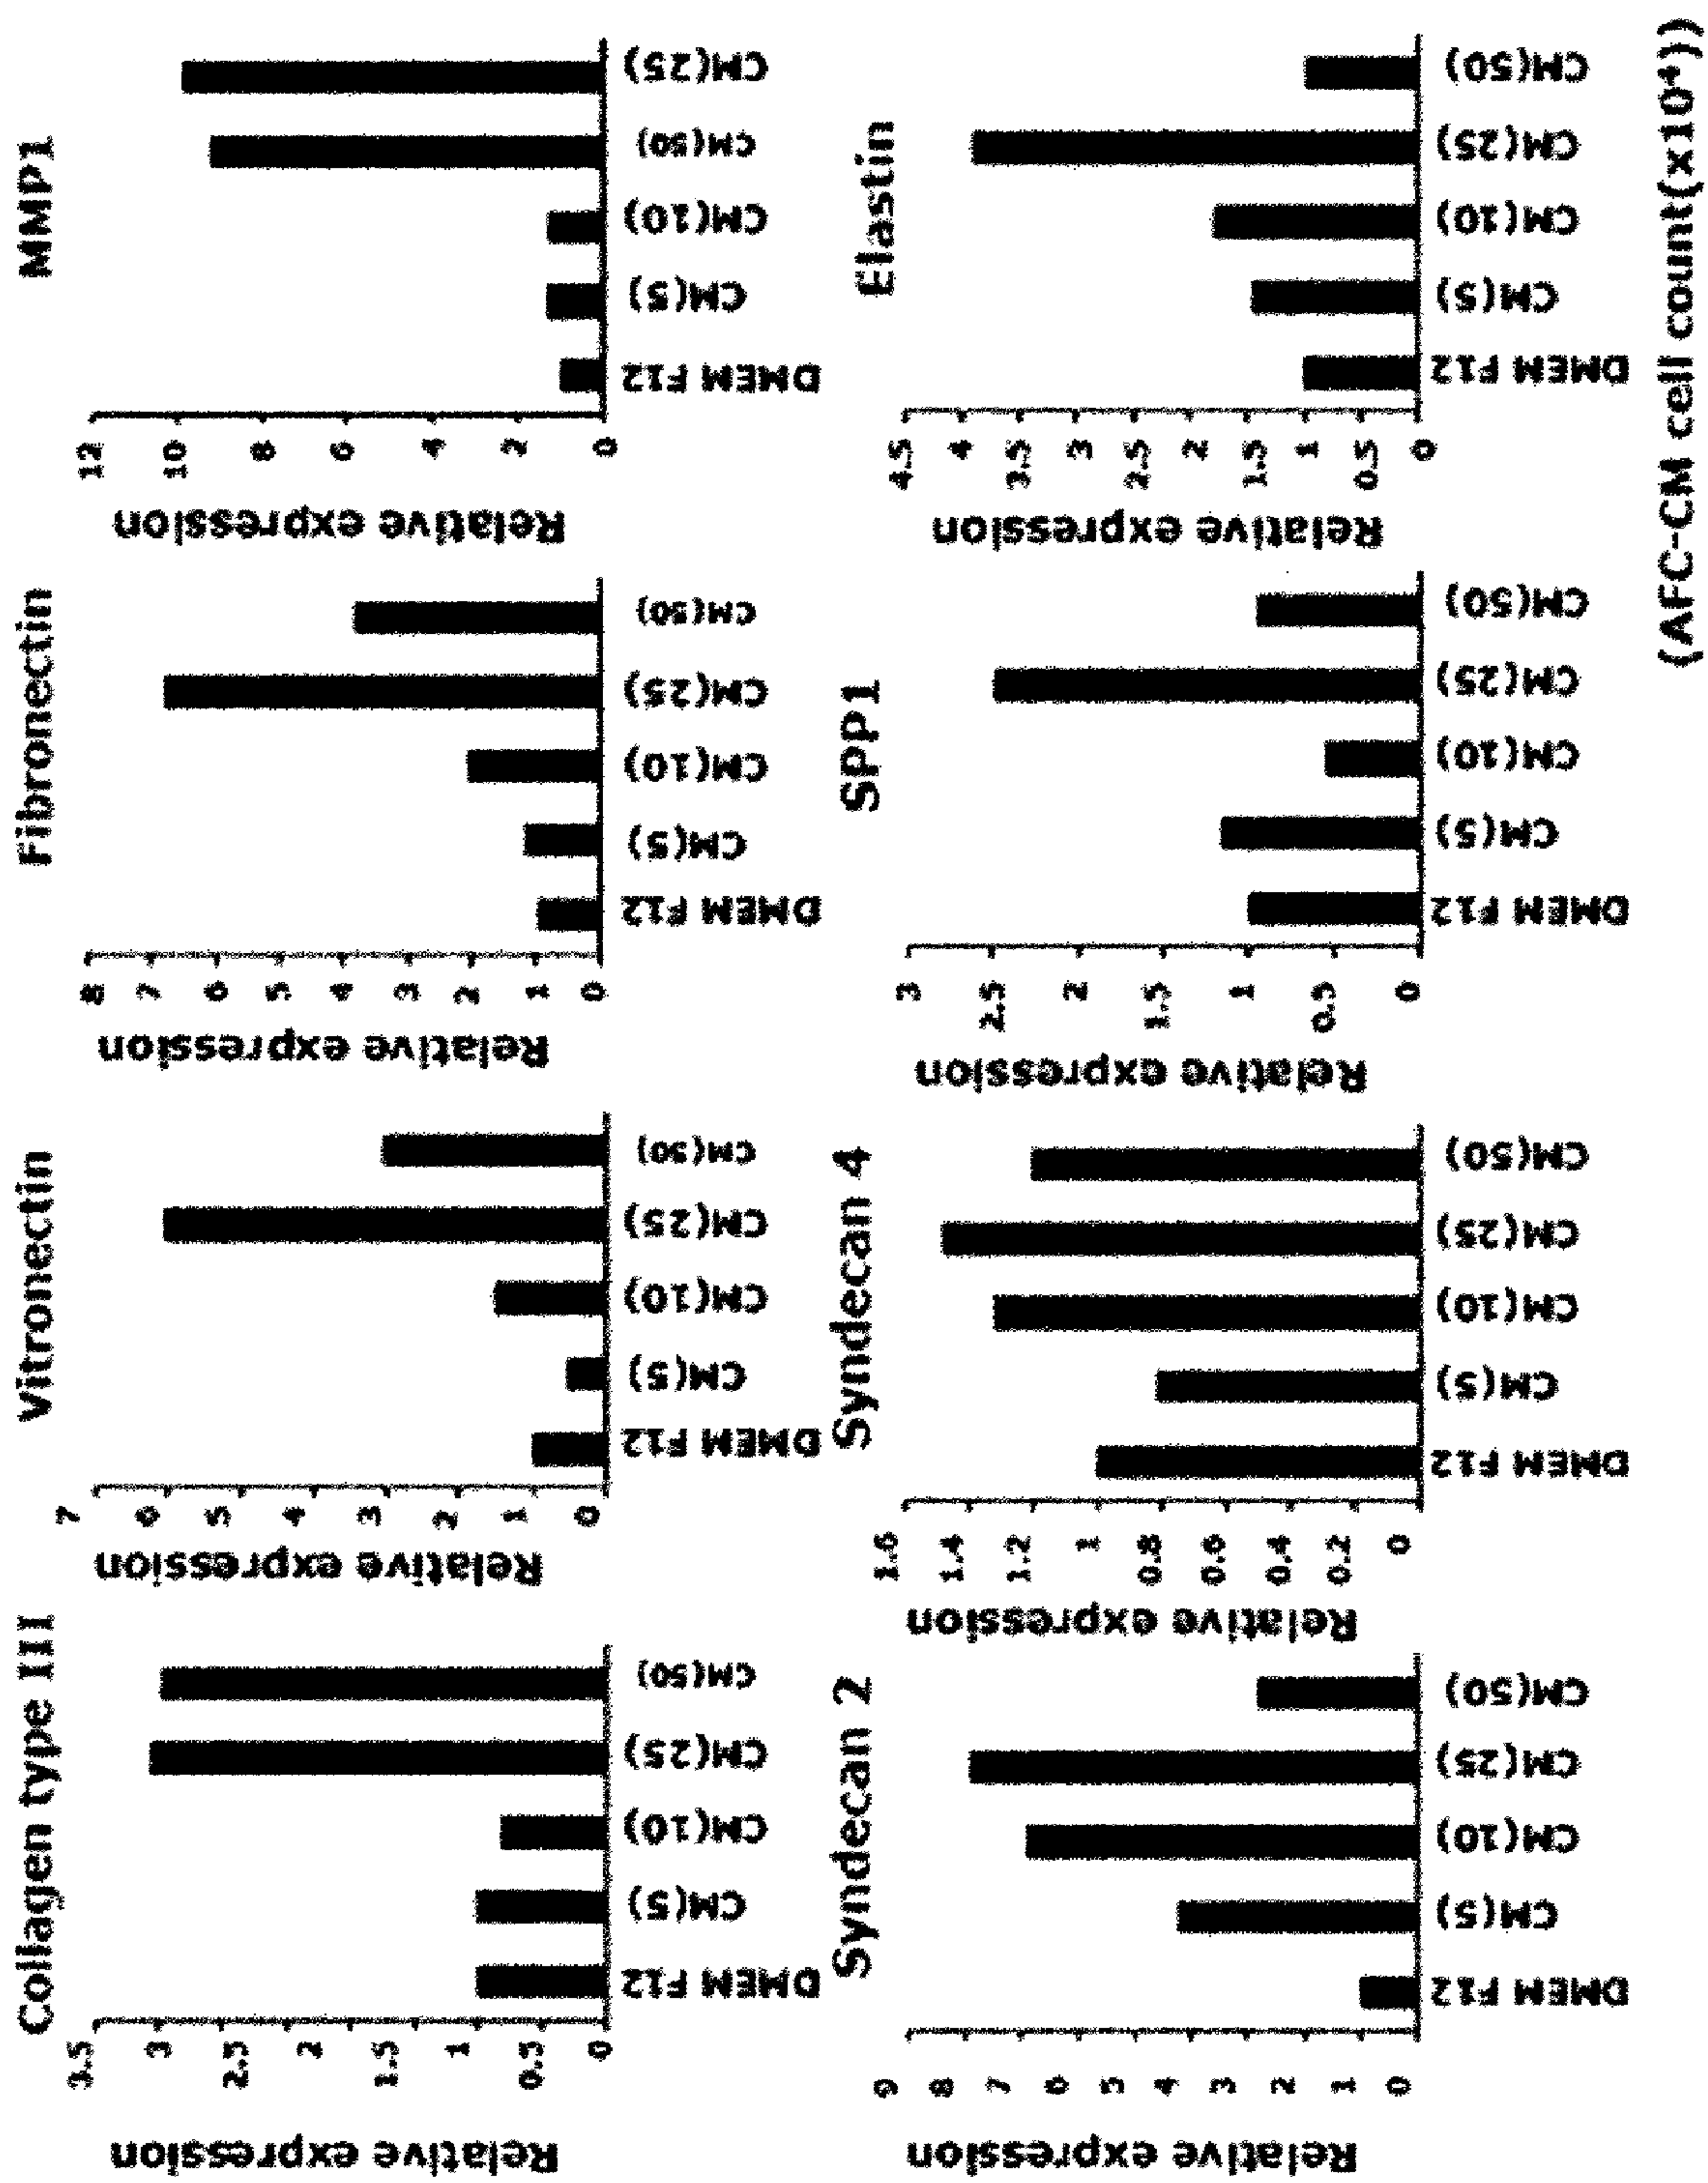 Collagen type III
Relative expression
3.5
3
2.5
2
1.5
1
0.5
0
DMEM F12
CM(5)
CM(10)
CM(25)
CM(50)
Vitronectin
Relative expression
7
6
5
4
3
2
1
0
DMEM F12
CM(5)
CM(10)
CM(25)
CM(50)
Fibronectin
Relative expression
8
7
6
5
4
3
2
1
0
DMEM F12
CM(5)
CM(10)
CM(25)
CM(50)
MMP1
Relative expression
12
10
8
6
4
2
0
DMEM F12
CM(5)
CM(10)
CM(50)
CM(25)
Syndecan 2
Relative expression
9
8
7
6
5
4
3
2
1
0
DMEM F12
CM(5)
CM(10)
CM(25)
CM(50)
Syndecan 4
Relative expression
1.6
1.4
1.2
1
0.8
0.6
0.4
0.2
0
DMEM F12
CM(5)
CM(10)
CM(25)
CM(50)
SPP1
Relative expression
3
2.5
2
1.5
1
0.5
0
DMEM F12
CM(5)
CM(10)
CM(25)
CM(50)
Elastin
Relative expression
4.5
4
3.5
3
2.5
2
1.5
1
0.5
0
DMEM F12
CM(5)
CM(10)
CM(25)
CM(50)
(AFC-CM cell count(x10⁴))